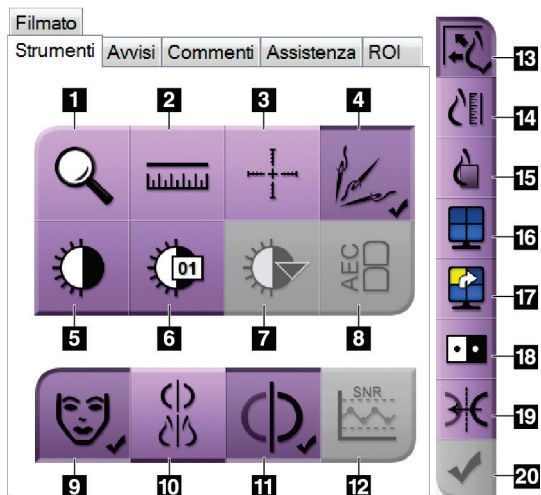 Filmato
Strumenti Avvisi Commenti Assistenza ROI
1 2 3 4
01
AEC
5 6 7 8
SNR
9 10 11 12
13
14
15
16
17
18
19
20